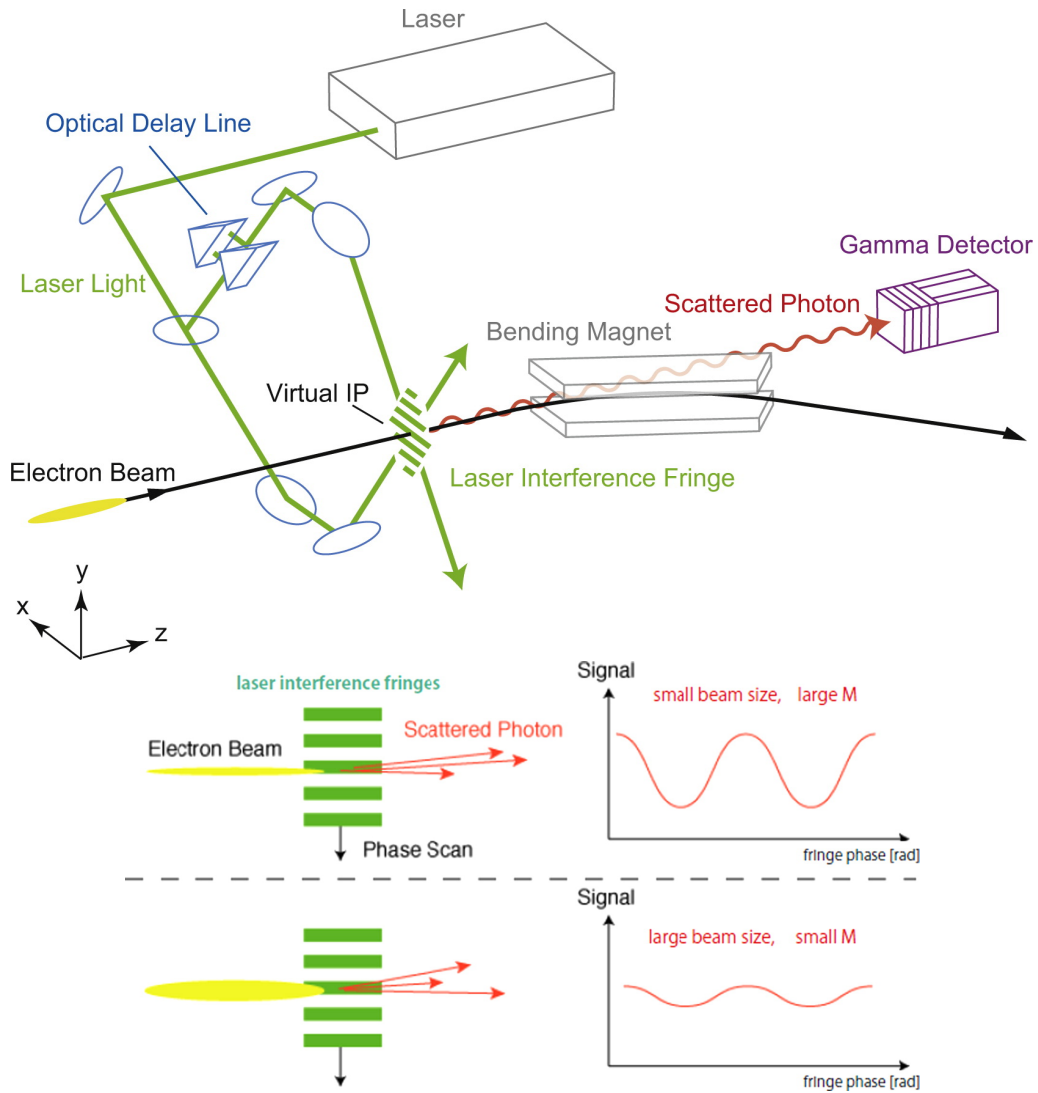 Laser
Optical Delay Line
Gamma Detector
Laser Light
Scattered Photon
Bending Magnet
Virtual IP
Electron Beam
Laser Interference Fringe
y
x
z
laser interference fringes
Signal
small beam size, large M
Scattered Photon
Electron Beam
Phase Scan
fringe phase [rad]
Signal
large beam size, small M
fringe phase [rad]